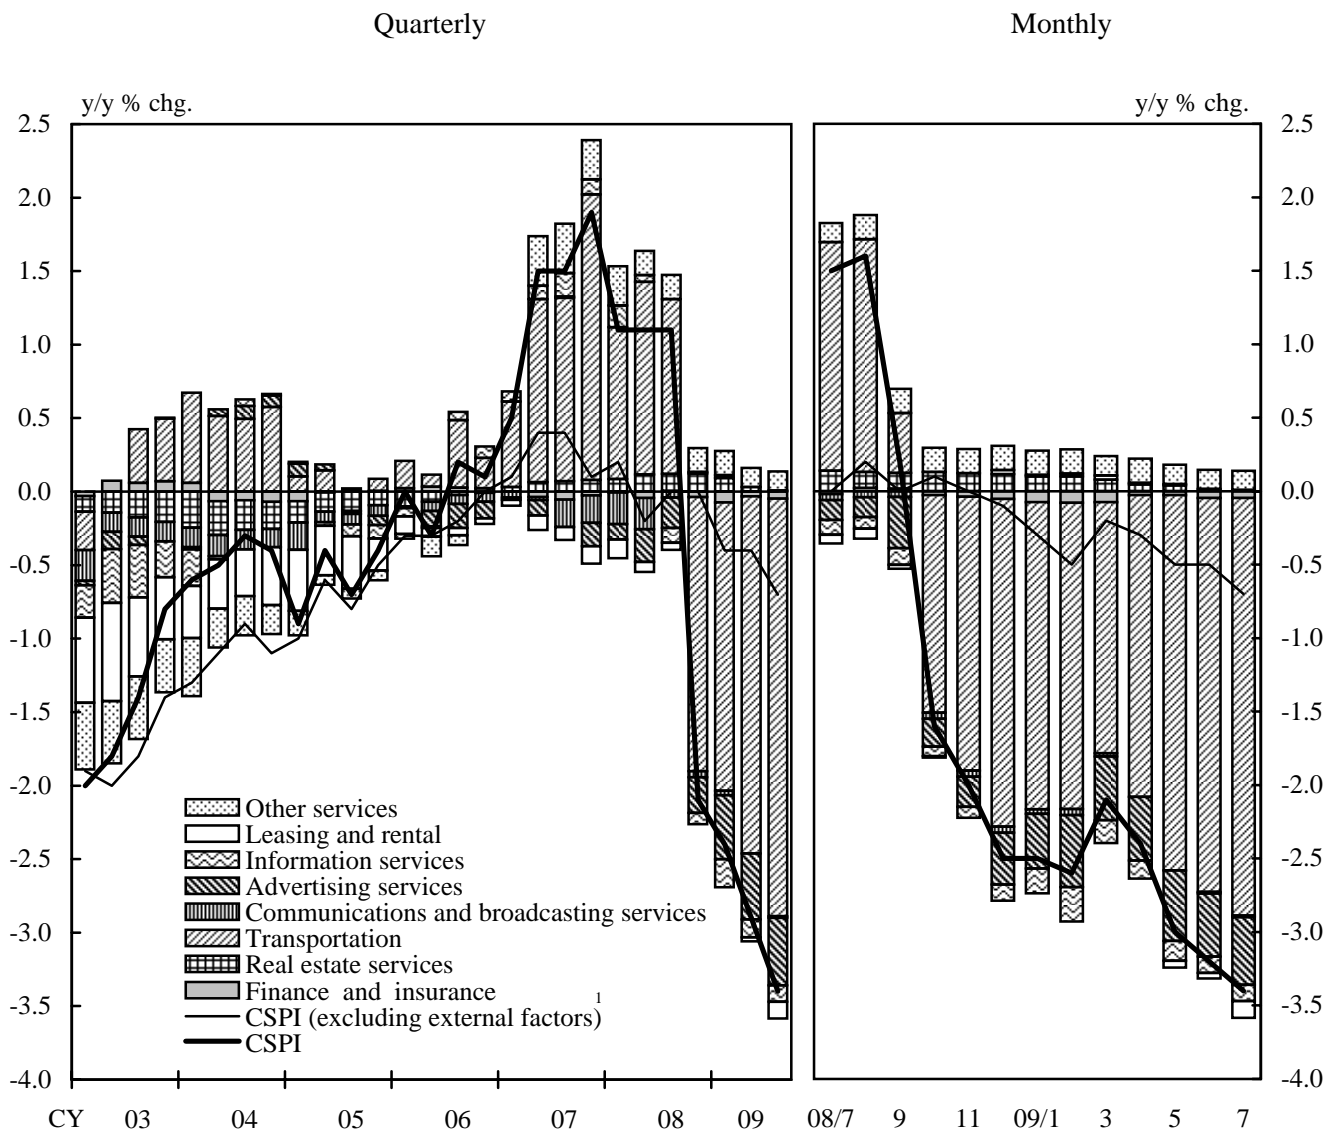 Quarterly Monthly
y/y % chg. y/y % chg.
2.5 2.5
2.0 2.0
1.5 1.5
1.0 1.0
0.5 0.5
0.0 0.0
-0.5 -0.5
-1.0 -1.0
-1.5 -1.5
-2.0 -2.0
-2.5 -2.5
-3.0 -3.0
-3.5 -3.5
-4.0 -4.0
Other services
Leasing and rental
Information services
Advertising services
Communications and broadcasting services
Transportation
Real estate services
Finance and insurance
CSPI (excluding external factors)1
CSPI
CY 03 04 05 06 07 08 09 08/7 9 11 09/1 3 5 7